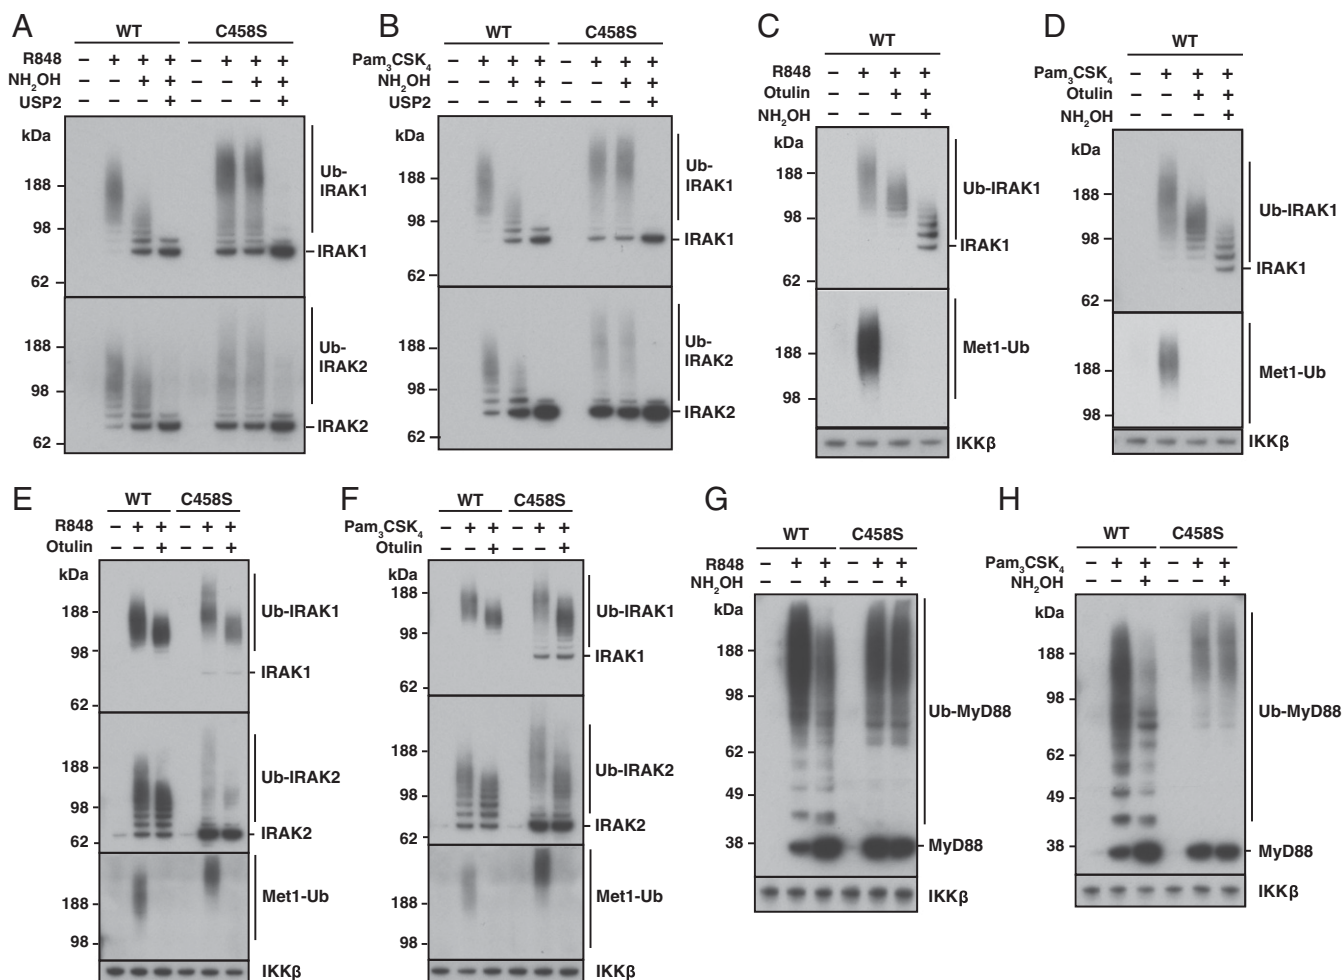 A
WT C458S
R848 – + + + – + + +
NH2OH – – + + – – + +
USP2 – – – + – – – +
kDa
188
98
62
Ub-
IRAK1
IRAK1
188
98
62
Ub-
IRAK2
IRAK2
B
WT C458S
Pam3CSK4 – + + + – + + +
NH2OH – – + + – – + +
USP2 – – – + – – – +
kDa
188
98
62
Ub-
IRAK1
IRAK1
188
98
62
Ub-
IRAK2
IRAK2
C
WT
R848 – + + +
Otulin – – + +
NH2OH – – – +
kDa
188
98
62
Ub-IRAK1
IRAK1
188
98
Met1-Ub
IKKβ
D
WT
Pam3CSK4 – + + +
Otulin – – + +
NH2OH – – – +
kDa
188
98
62
Ub-IRAK1
IRAK1
188
98
Met1-Ub
IKKβ
E
WT C458S
R848 – + + – + +
Otulin – – + – – +
kDa
188
98
62
Ub-IRAK1
IRAK1
188
98
62
Ub-IRAK2
IRAK2
188
98
Met1-Ub
IKKβ
F
WT C458S
Pam3CSK4 – + + – + +
Otulin – – + – – +
kDa
188
98
62
Ub-IRAK1
IRAK1
188
98
62
Ub-IRAK2
IRAK2
188
98
Met1-Ub
IKKβ
G
WT C458S
R848 – + + – + +
NH2OH – – + – – +
kDa
188
98
62
49
38
Ub-MyD88
MyD88
IKKβ
H
WT C458S
Pam3CSK4 – + + – + +
NH2OH – – + – – +
kDa
188
98
62
49
38
Ub-MyD88
MyD88
IKKβ